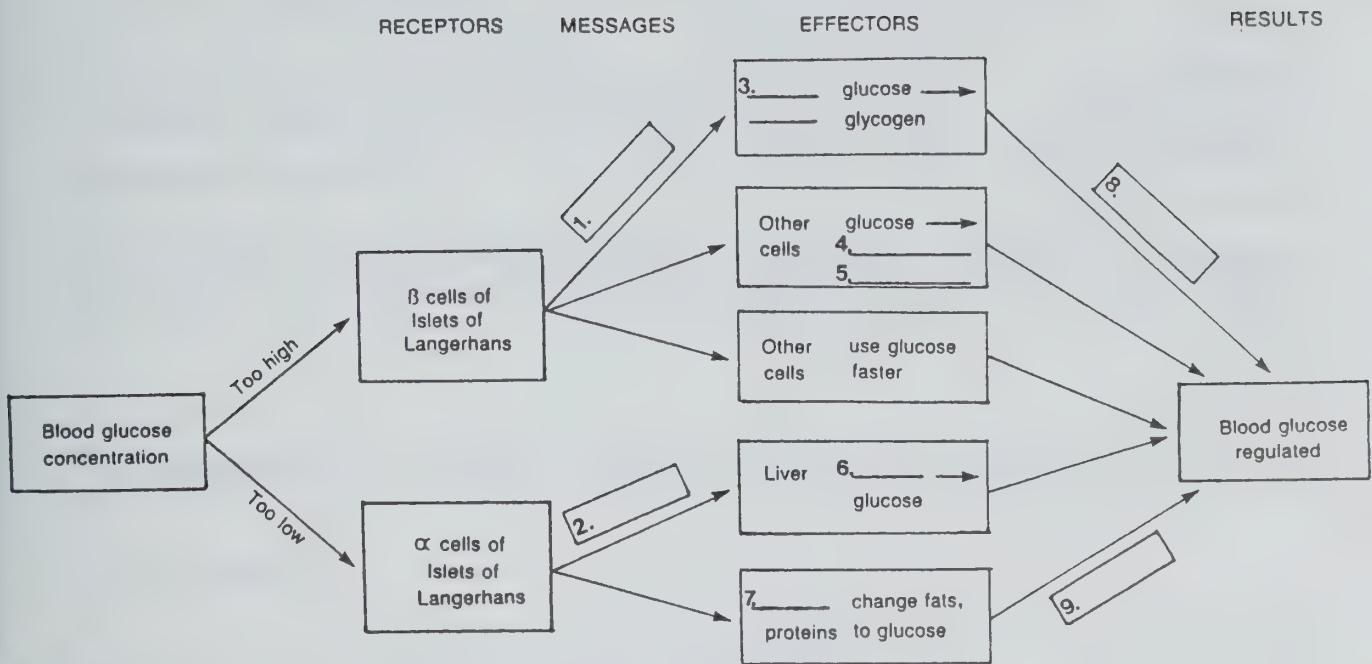 RECEPTORS MESSAGES EFFECTORS RESULTS
3. glucose
glycogen
1.
8.
Other glucose
cells 4.
5.
ß cells of
Islets of
Langerhans
Too high
Other use glucose
cells faster
Blood glucose
concentration
Blood glucose
regulated
Too low
Liver 6.
glucose
2.
α cells of
Islets of
Langerhans
7. change fats,
proteins to glucose
9.